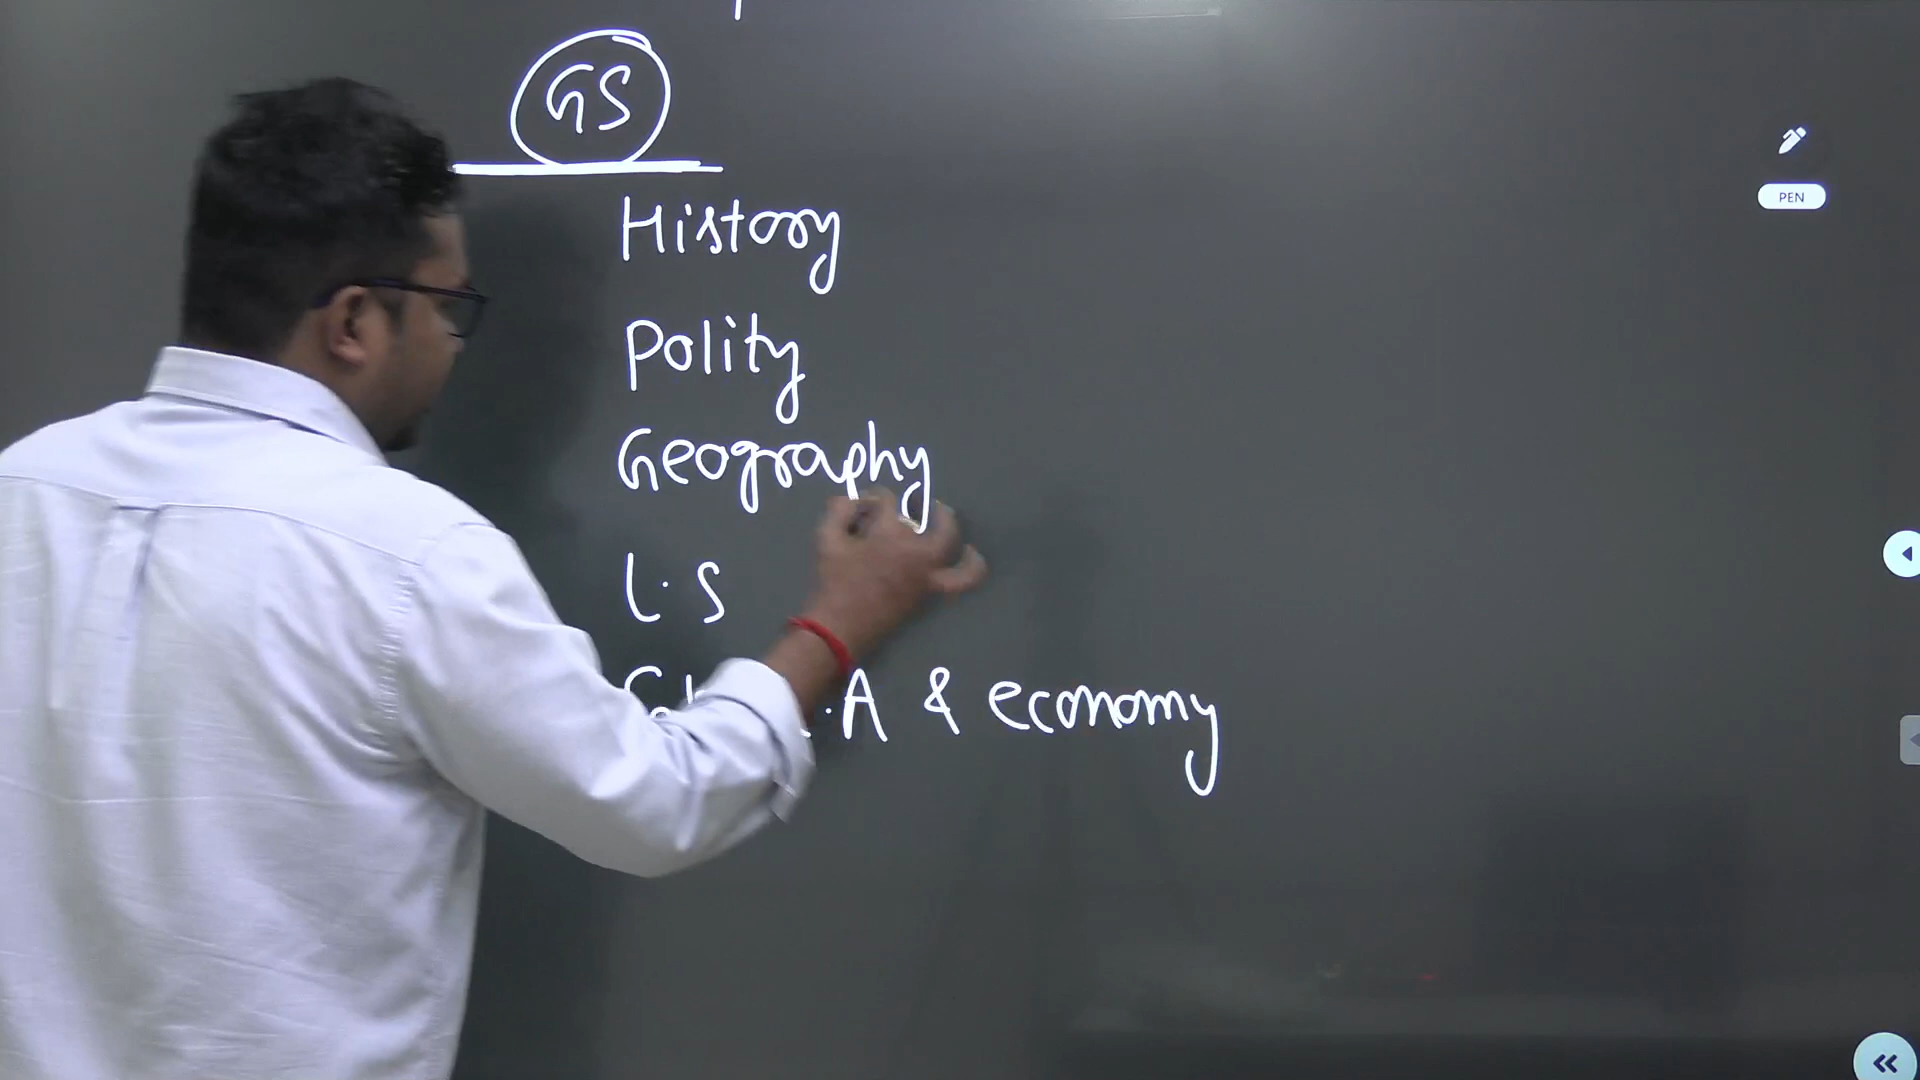 GS
PEN
History
Polity
Geography
L.S
.A & economy